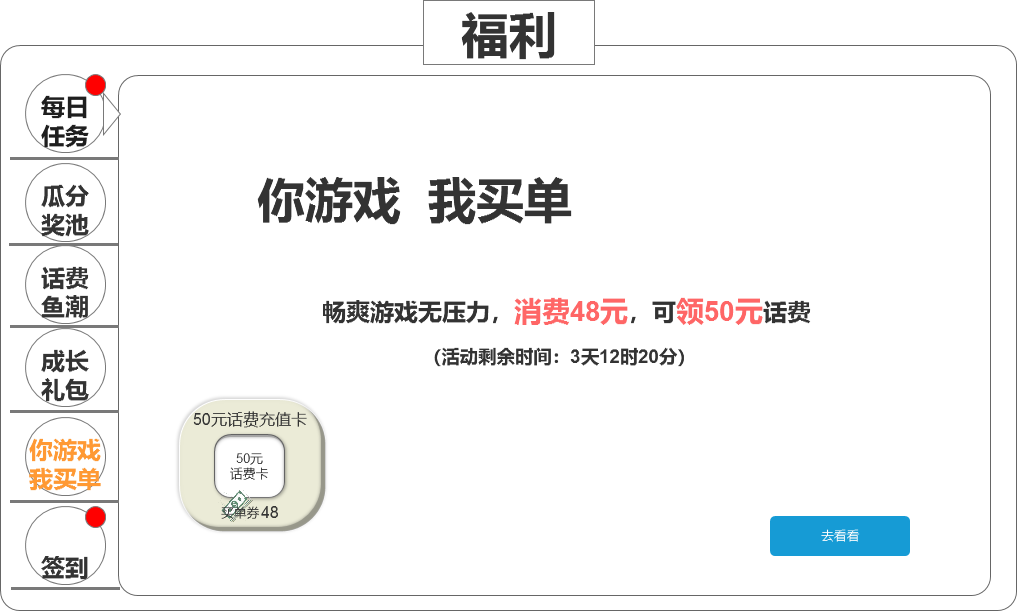 福利
每日
任务
瓜分
奖池
话费
鱼潮
成长
礼包
你游戏
我买单
签到
你游戏 我买单
畅爽游戏无压力，消费48元，可领50元话费
（活动剩余时间：3天12时20分）
50元话费充值卡
50元
话费卡
买单券48
去看看